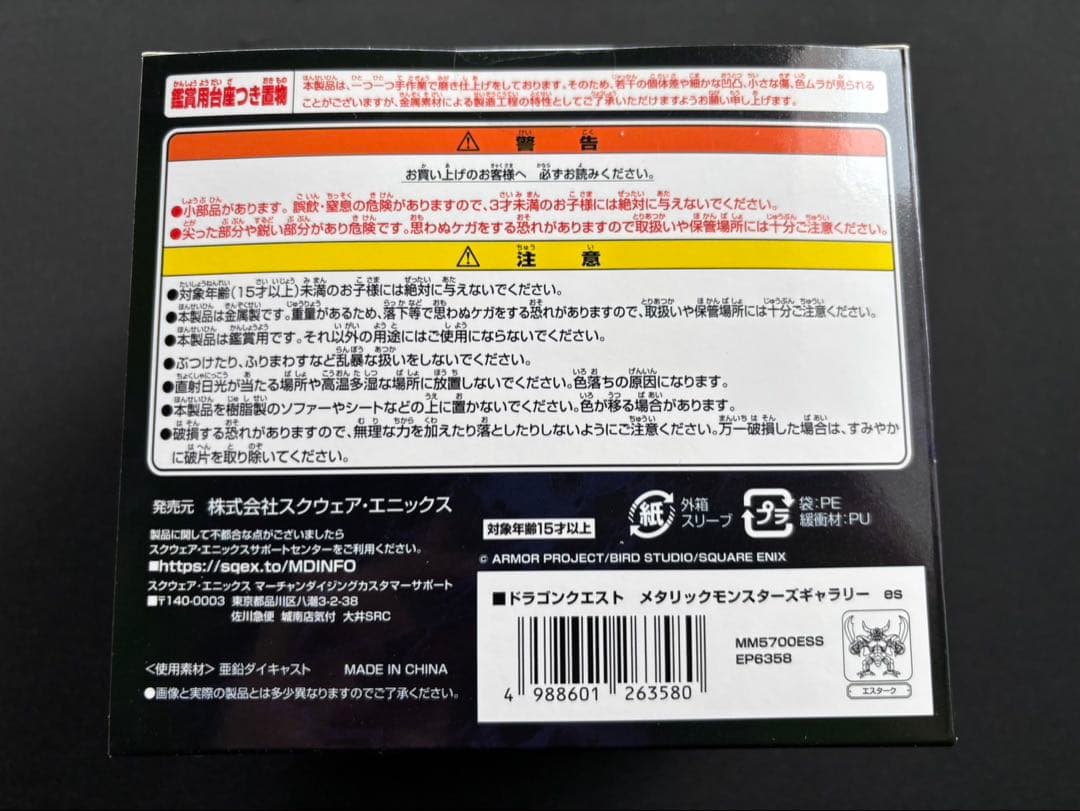 鑑賞用台座つき置物
本製品は、一つ一つ手作業で磨き仕上げをしております。そのため、若干の個体差や細かな凹凸、小さな傷、色ムラが見られる
ことがございますが、金属素材による製造工程の特性としてご了承いただけますようお願い申し上げます。
⚠ 警告
お買い上げのお客様へ 必ずお読みください。
●小部品があります。誤飲・窒息の危険がありますので、3才未満のお子様には絶対に与えないでください。
●尖った部分や鋭い部分があり危険です。思わぬケガをする恐れがありますので取扱いや保管場所には十分ご注意ください。
⚠ 注意
●対象年齢(15才以上)未満のお子様には絶対に与えないでください。
●本製品は金属製です。重量があるため、落下等で思わぬケガをする恐れがありますので、取扱いや保管場所には十分ご注意ください。
●本製品は鑑賞用です。それ以外の用途にはご使用にならないでください。
●ぶつけたり、ふりまわすなど乱暴な扱いをしないでください。
●直射日光が当たる場所や高温多湿な場所に放置しないでください。色落ちの原因になります。
●本製品を樹脂製のソファーやシートなどの上に置かないでください。色が移る場合があります。
●破損する恐れがありますので、無理な力を加えたり落としたりしないようにご注意ください。万一破損した場合は、すみやか
に破片を取り除いてください。
発売元 株式会社スクウェア・エニックス
製品に関して不都合な点がございましたら
スクウェア・エニックスサポートセンターをご利用ください。
■https://sqex.to/MDINFO
スクウェア・エニックス マーチャンダイジングカスタマーサポート
■〒140-0003 東京都品川区八潮3-2-38
佐川急便 城南店気付 大井SRC
<使用素材> 亜鉛ダイキャスト MADE IN CHINA
●画像と実際の製品とは多少異なりますのでご了承ください。
対象年齢15才以上
紙 外箱
スリーブ
プラ 袋:PE
緩衝材:PU
© ARMOR PROJECT/BIRD STUDIO/SQUARE ENIX
■ドラゴンクエスト メタリックモンスターズギャラリー es
MM5700ESS
EP6358
エスターク
4 988601 263580